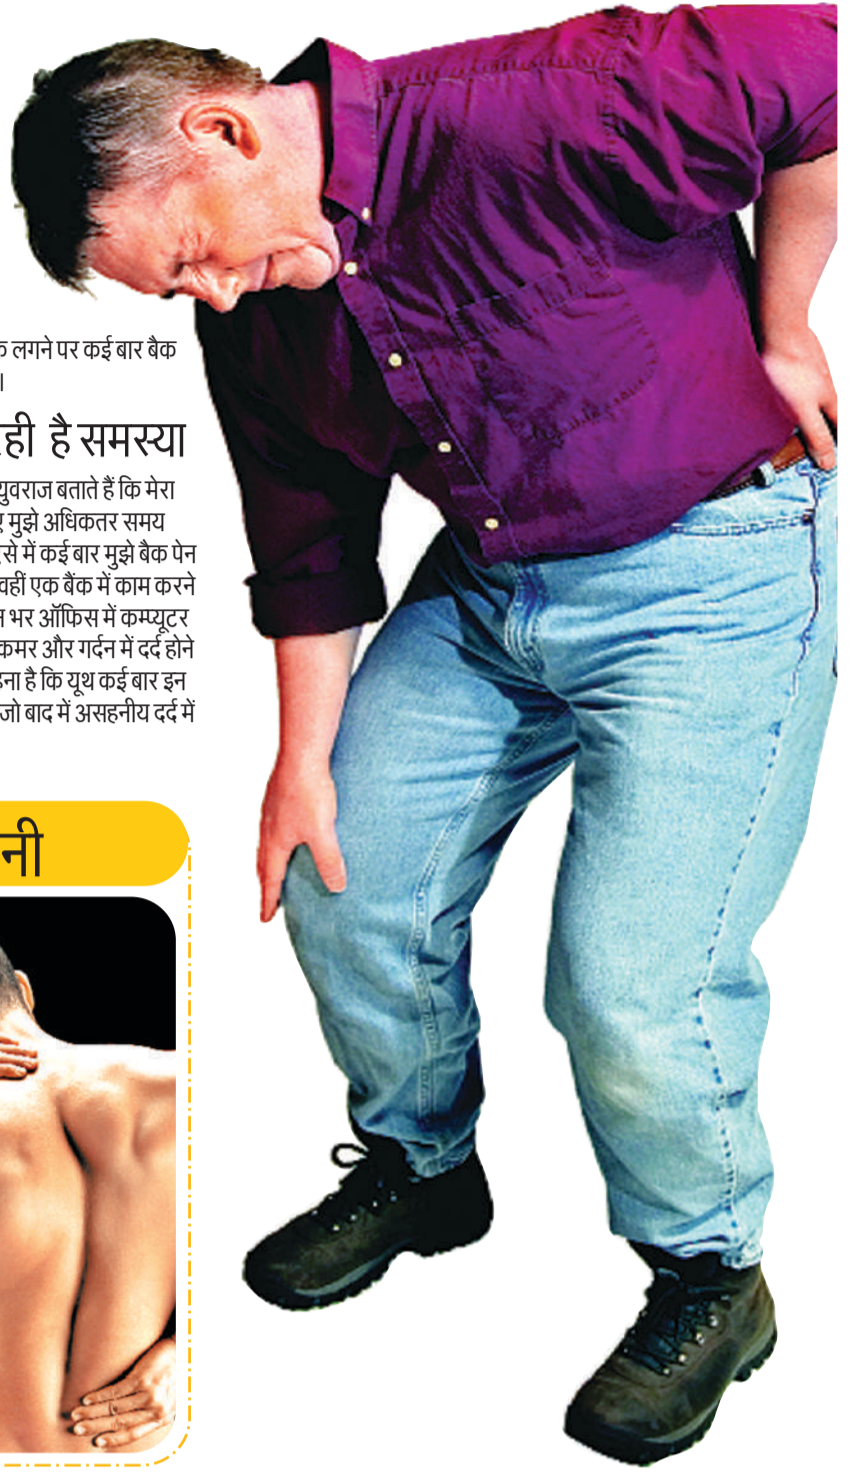 लगने पर कई बार बैक
।
है समस्या
युवराज बताते हैं कि मेरा
मुझे अधिकतर समय
में कई बार मुझे बैक पेन
वहीं एक बैंक में काम करने
भर ऑफिस में कम्प्यूटर
कमर और गर्दन में दर्द होने
है कि यूथ कई बार इन
जो बाद में असहनीय दर्द में
नी